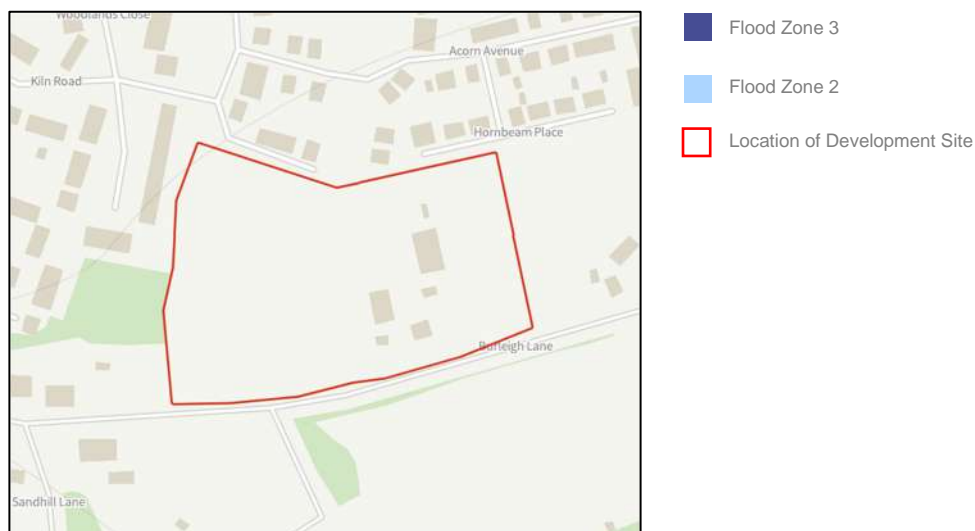 Woodlands Close
Kiln Road
Acorn Avenue
Hornbeam Place
Burleigh Lane
Sandhill Lane
Flood Zone 3
Flood Zone 2
Location of Development Site